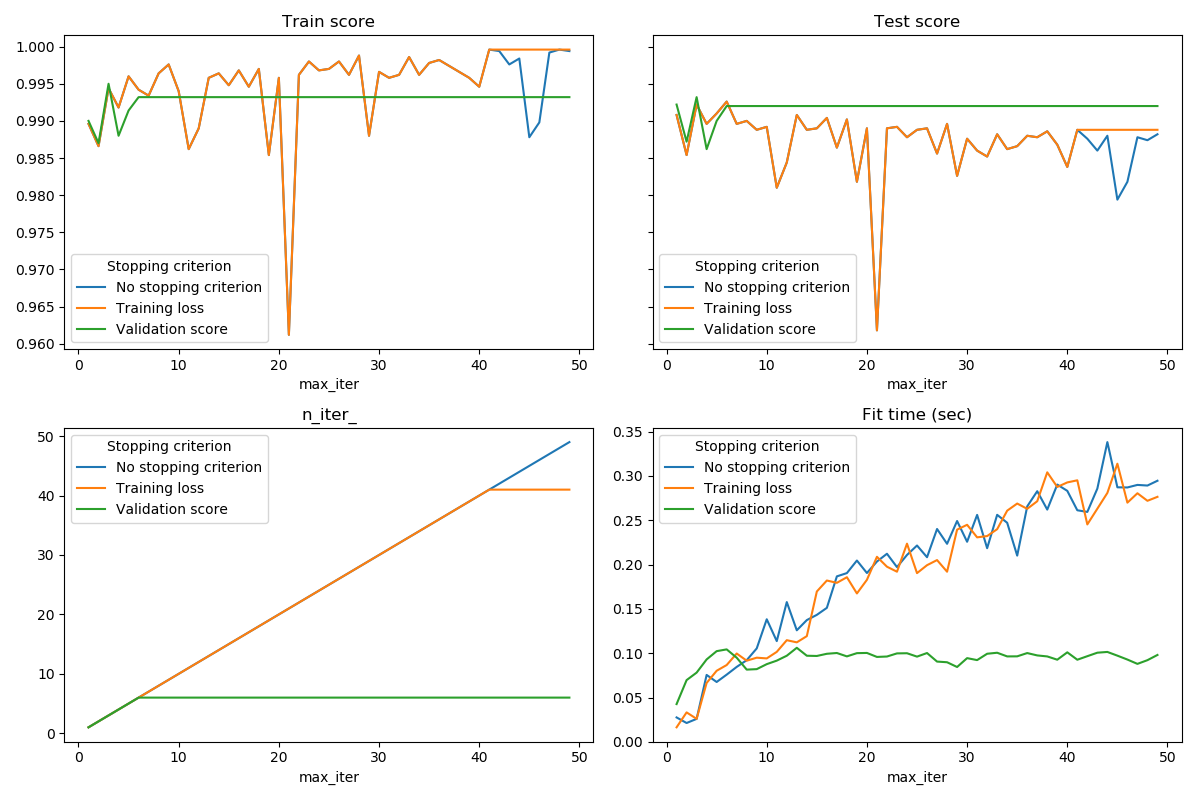 Train score
1.000
0.995
0.990
0.985
0.980
0.975
0.970
0.965
0.960
Stopping criterion
No stopping criterion
Training loss
Validation score
0 10 20 30 40 50
max_iter
Test score
Stopping criterion
No stopping criterion
Training loss
Validation score
0 10 20 30 40 50
max_iter
n_iter_
50
40
30
20
10
0
Stopping criterion
No stopping criterion
Training loss
Validation score
0 10 20 30 40 50
max_iter
Fit time (sec)
0.35
0.30
0.25
0.20
0.15
0.10
0.05
0.00
Stopping criterion
No stopping criterion
Training loss
Validation score
0 10 20 30 40 50
max_iter